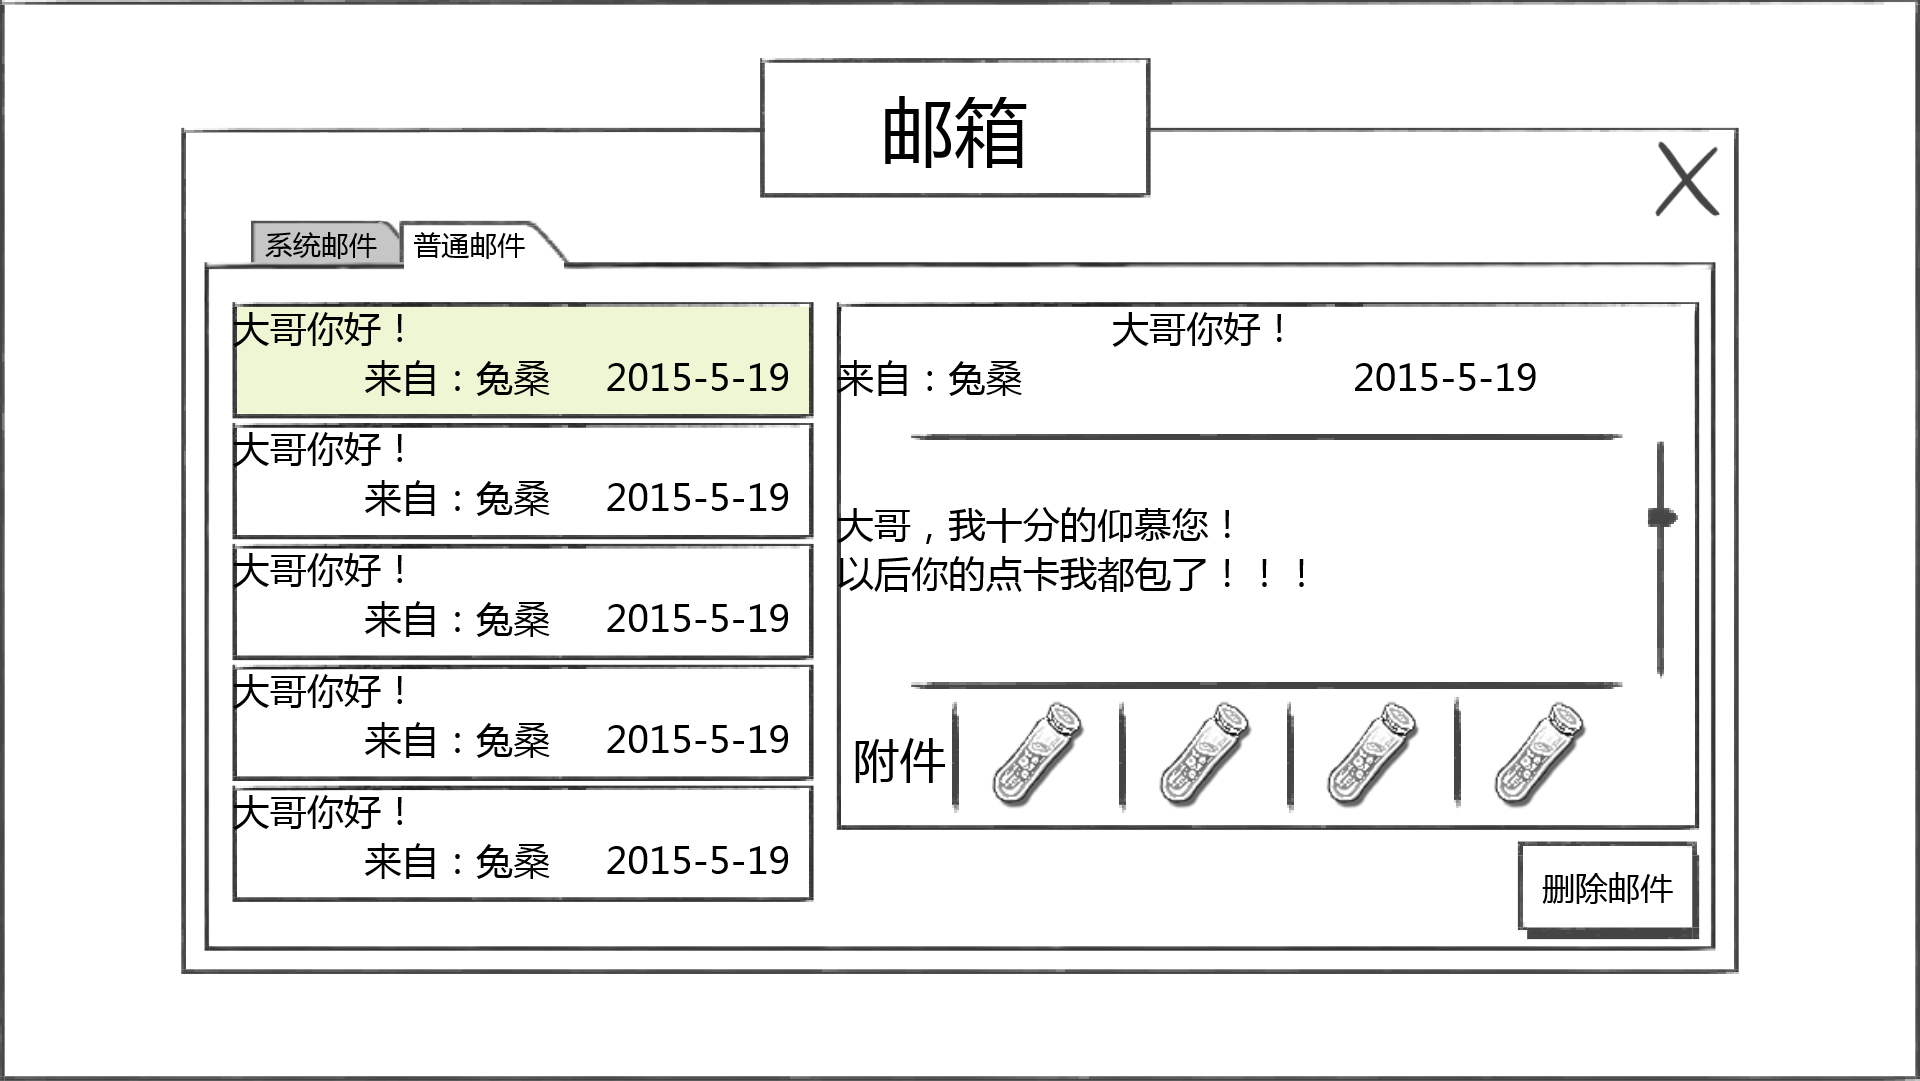 邮箱
系统邮件 普通邮件
大哥你好！
来自：兔桑 2015-5-19
大哥你好！
来自：兔桑 2015-5-19
大哥你好！
来自：兔桑 2015-5-19
大哥你好！
来自：兔桑 2015-5-19
大哥你好！
来自：兔桑 2015-5-19
大哥你好！
来自：兔桑 2015-5-19
大哥，我十分的仰慕您！
以后你的点卡我都包了！！！
附件
删除邮件